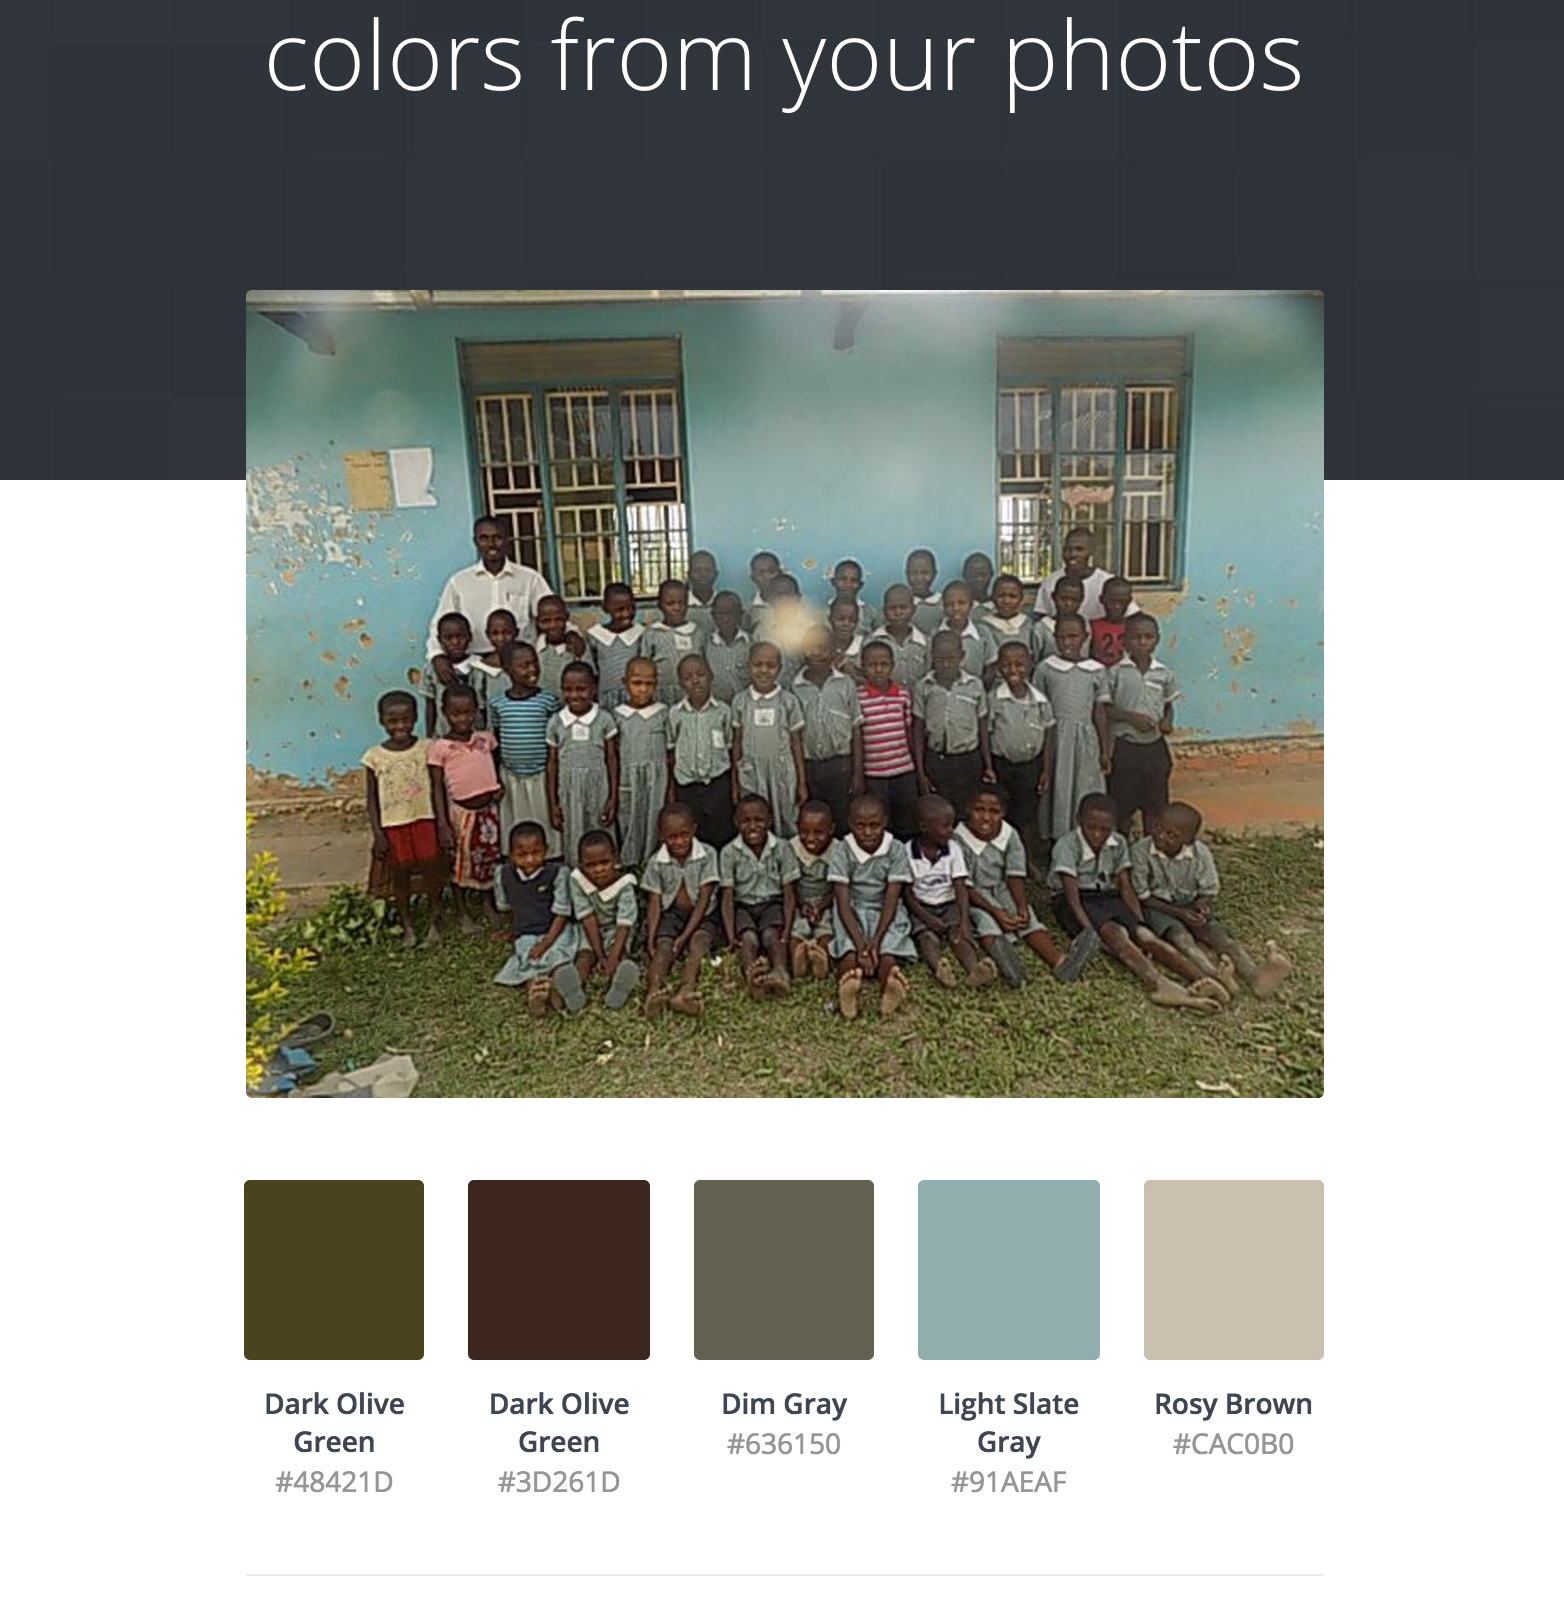 colors from your photos
23
Dark Olive
Green
#48421D
Dark Olive
Green
#3D261D
Dim Gray
#636150
Light Slate
Gray
#91AEAF
Rosy Brown
#CAC0B0